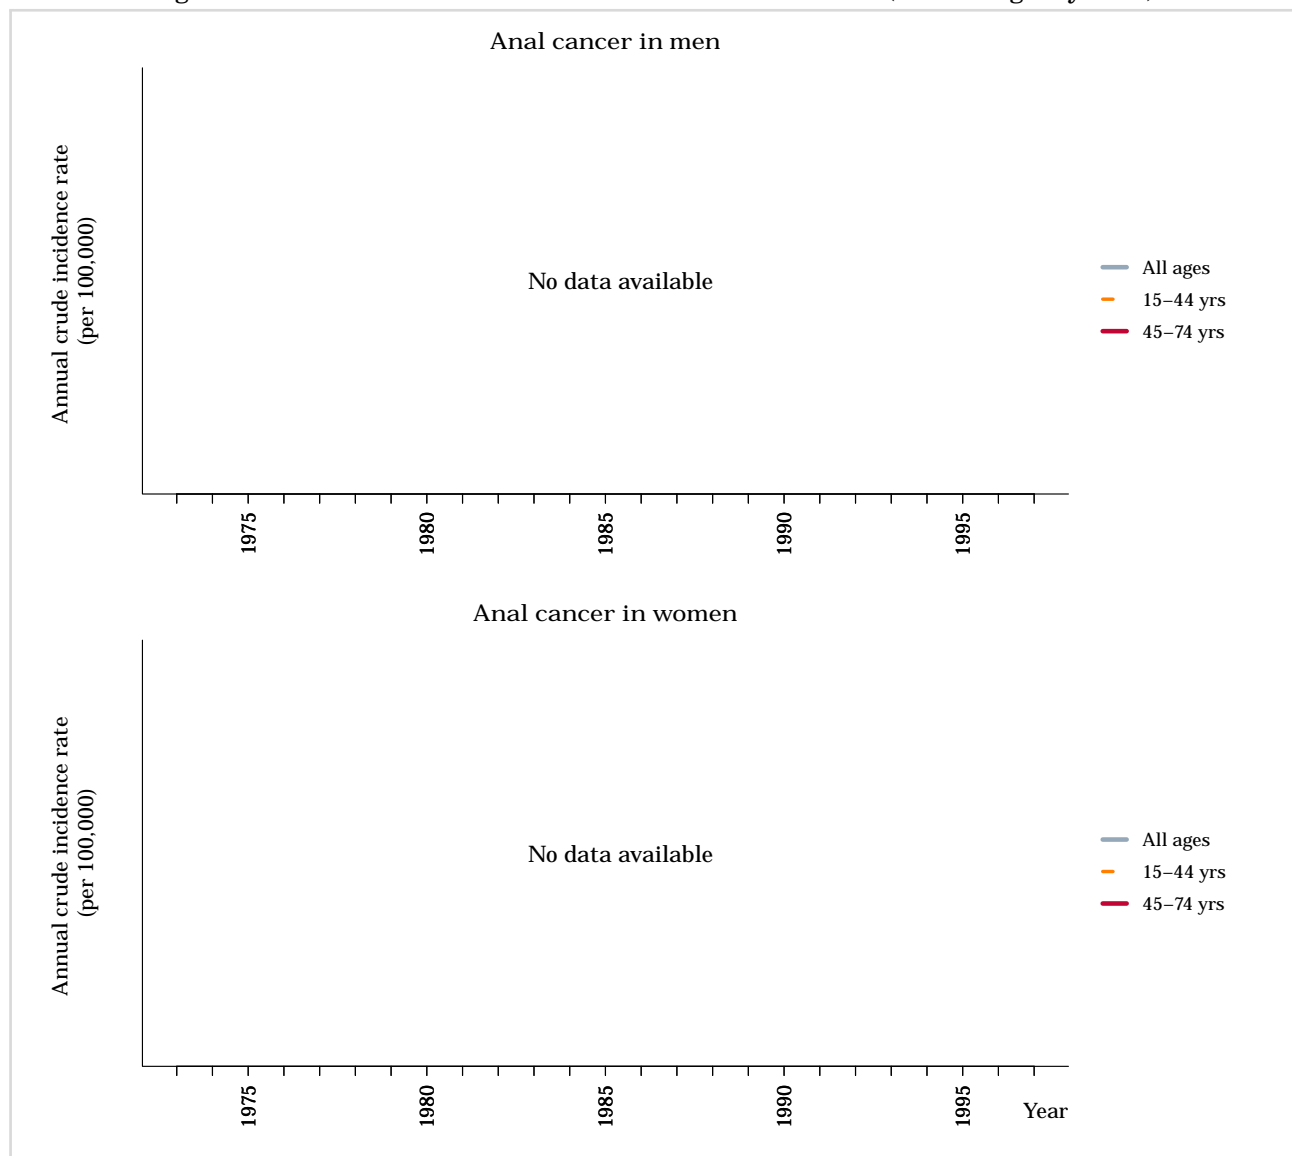 Anal cancer in men
Annual crude incidence rate
(per 100,000)
No data available
All ages
15−44 yrs
45−74 yrs
1975
1980
1985
1990
1995
Anal cancer in women
Annual crude incidence rate
(per 100,000)
No data available
All ages
15−44 yrs
45−74 yrs
1975
1980
1985
1990
1995
Year